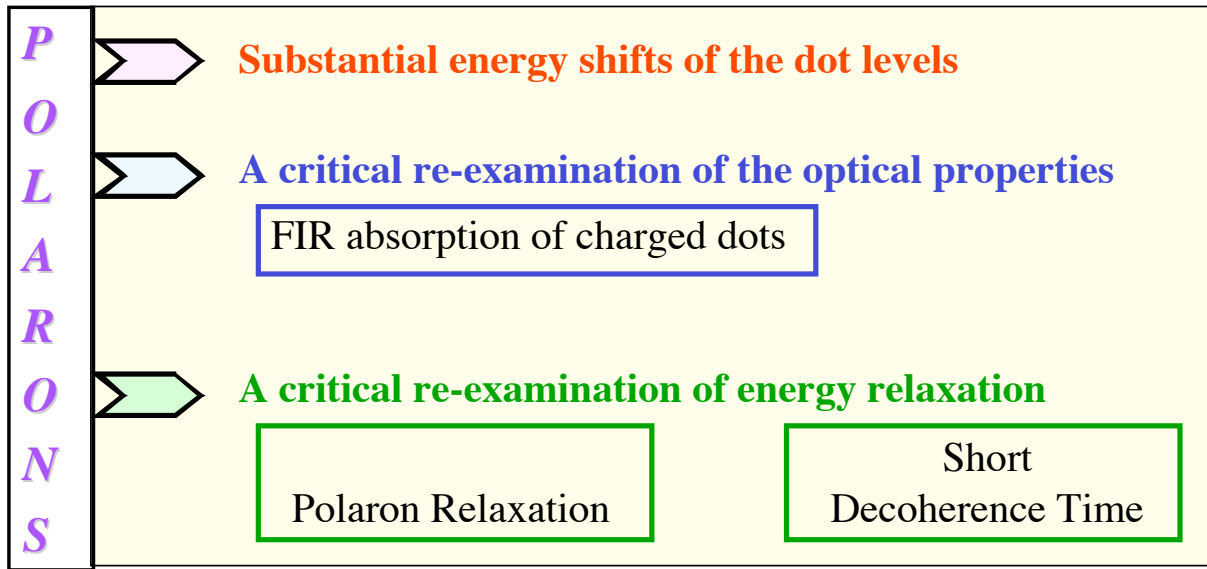 POLARONS
Substantial energy shifts of the dot levels
A critical re-examination of the optical properties
FIR absorption of charged dots
A critical re-examination of energy relaxation
Polaron Relaxation
Short
Decoherence Time